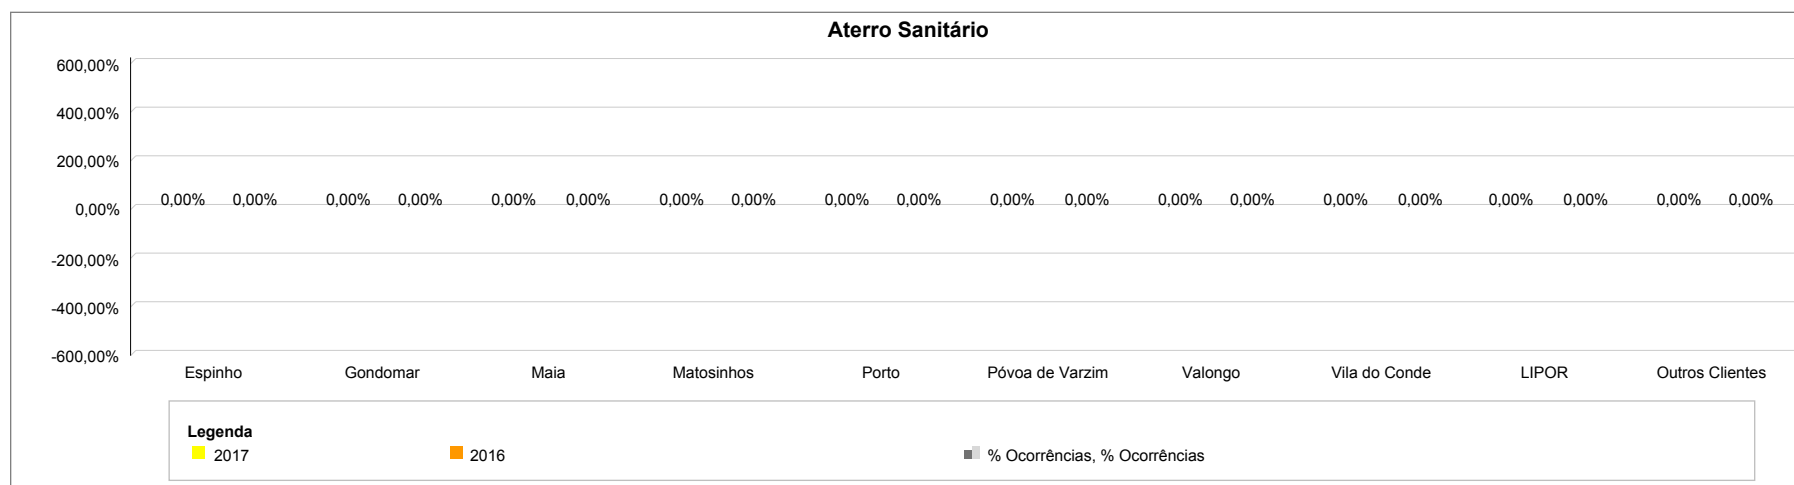 Aterro Sanitário
600,00%
400,00%
200,00%
0,00%
-200,00%
-400,00%
-600,00%
0,00% 0,00% 0,00% 0,00% 0,00% 0,00% 0,00% 0,00% 0,00% 0,00% 0,00% 0,00% 0,00% 0,00% 0,00% 0,00% 0,00% 0,00% 0,00% 0,00%
Espinho Gondomar Maia Matosinhos Porto Póvoa de Varzim Valongo Vila do Conde LIPOR Outros Clientes
Legenda
2017 2016 % Ocorrências, % Ocorrências